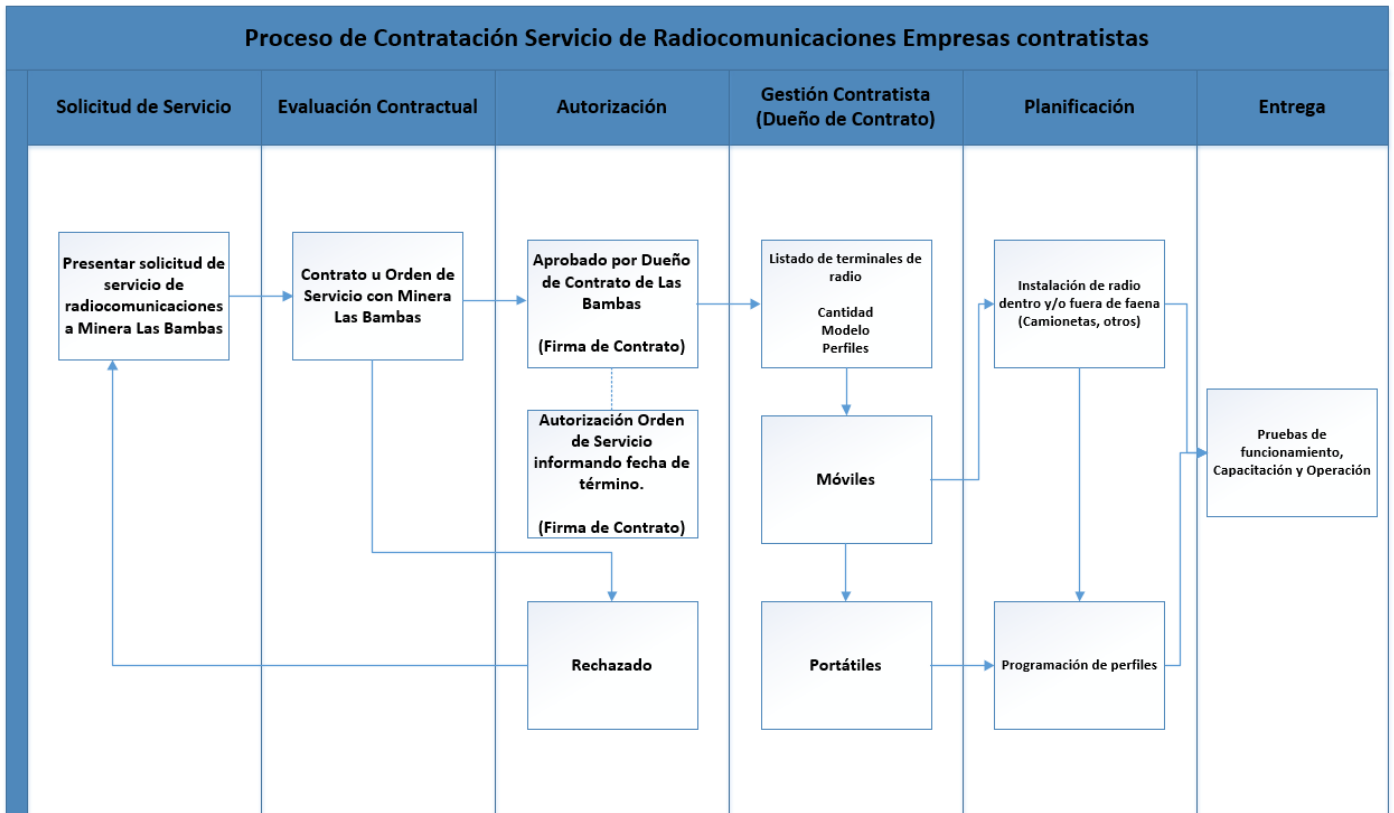 Proceso de Contratación Servicio de Radiocomunicaciones Empresas contratistas
Solicitud de Servicio
Evaluación Contractual
Autorización
Gestión Contratista
(Dueño de Contrato)
Planificación
Entrega
Presentar solicitud de
servicio de
radiocomunicaciones
a Minera Las Bambas
Contrato u Orden de
Servicio con Minera
Las Bambas
Aprobado por Dueño
de Contrato de Las
Bambas
(Firma de Contrato)
Autorización Orden
de Servicio
informando fecha de
término.
(Firma de Contrato)
Rechazado
Listado de terminales de
radio
Cantidad
Modelo
Perfiles
Móviles
Portátiles
Instalación de radio
dentro y/o fuera de faena
(Camionetas, otros)
Programación de perfiles
Pruebas de
funcionamiento,
Capacitación y Operación